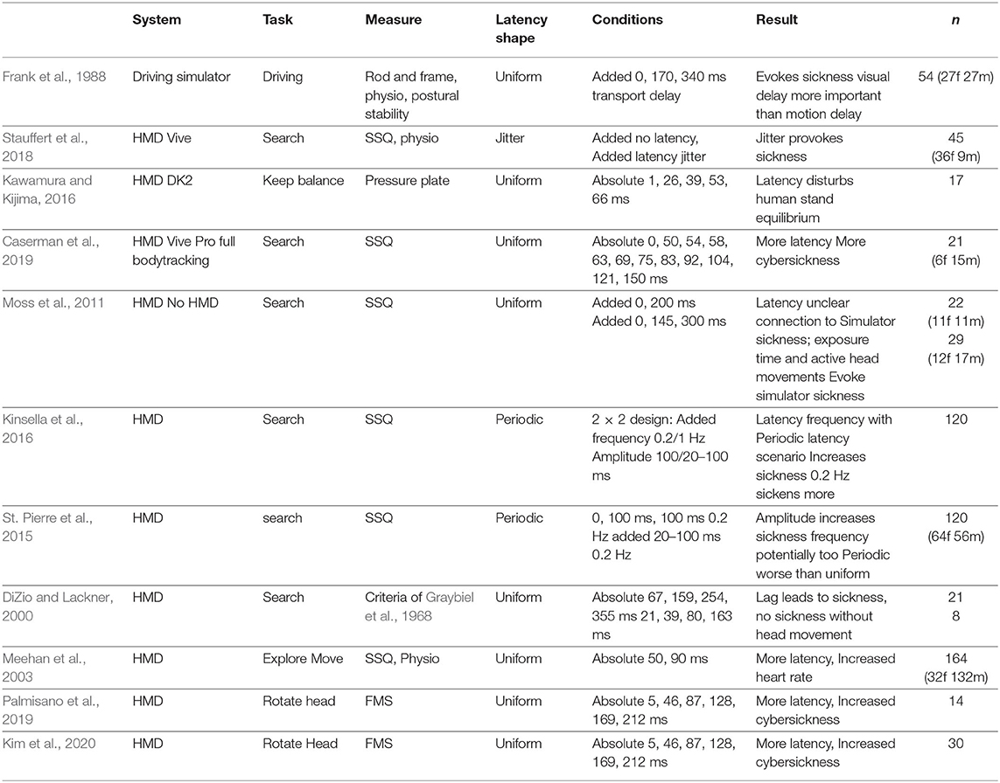 System Task Measure Latency shape Conditions Result n
Frank et al., 1988 Driving simulator Driving Rod and frame, Uniform Added 0, 170, 340 ms Evokes sickness visual 54 (27f 27m)
physio, postural transport delay delay more important
stability than motion delay
Stauffert et al., HMD Vive Search SSQ, physio Jitter Added no latency, Jitter provokes 45
2018 Added latency jitter sickness (36f 9m)
Kawamura and HMD DK2 Keep balance Pressure plate Uniform Absolute 1, 26, 39, 53, Latency disturbs 17
Kijima, 2016 66 ms human stand
equilibrium
Caserman et al., HMD Vive Pro full Search SSQ Uniform Absolute 0, 50, 54, 58, More latency More 21
2019 bodytracking 63, 69, 75, 83, 92, 104, cybersickness (6f 15m)
121, 150 ms
Moss et al., 2011 HMD No HMD Search SSQ Uniform Added 0, 200 ms Latency unclear 22
Added 0, 145, 300 ms connection to Simulator (11f 11m)
sickness; exposure 29
time and active head (12f 17m)
movements Evoke
simulator sickness
Kinsella et al., HMD Search SSQ Periodic 2 × 2 design: Added Latency frequency with 120
2016 frequency 0.2/1 Hz Periodic latency
Amplitude 100/20–100 scenario Increases
ms sickness 0.2 Hz
sickens more
St. Pierre et al., HMD search SSQ Periodic 0, 100 ms, 100 ms 0.2 Amplitude increases 120
2015 Hz added 20–100 ms sickness frequency (64f 56m)
0.2 Hz potentially too Periodic
worse than uniform
DiZio and Lackner, HMD Search Criteria of Graybiel Uniform Absolute 67, 159, 254, Lag leads to sickness, 21
2000 et al., 1968 355 ms 21, 39, 80, 163 no sickness without 8
ms head movement
Meehan et al., HMD Explore Move SSQ, Physio Uniform Absolute 50, 90 ms More latency, Increased 164
2003 heart rate (32f 132m)
Palmisano et al., HMD Rotate head FMS Uniform Absolute 5, 46, 87, 128, More latency, Increased 14
2019 169, 212 ms cybersickness
Kim et al., 2020 HMD Rotate Head FMS Uniform Absolute 5, 46, 87, 128, More latency, Increased 30
169, 212 ms cybersickness